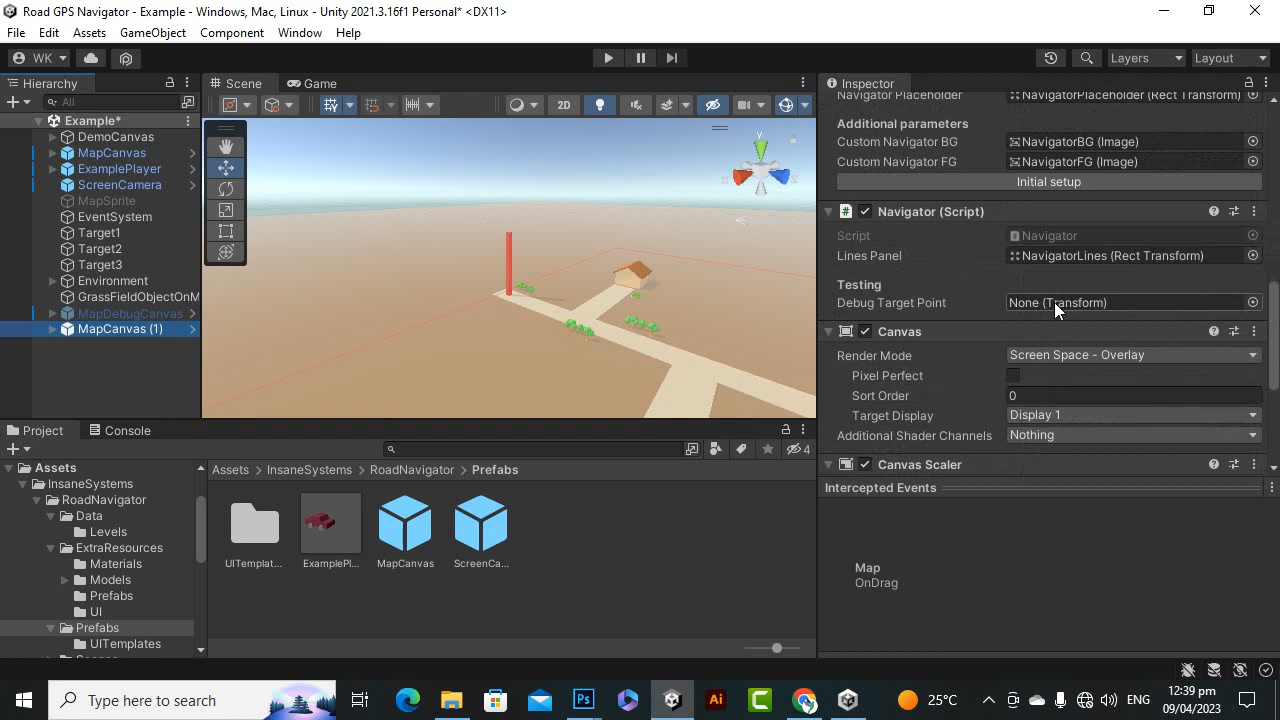 Road GPS Navigator - Example - Windows, Mac, Linux - Unity 2021.3.16f1 Personal* <DX11>
File Edit Assets GameObject Component Window Help
WK
Layers
Layout
Hierarchy
All
Example*
DemoCanvas
MapCanvas
ExamplePlayer
ScreenCamera
MapSprite
EventSystem
Target1
Target2
Target3
Environment
GrassFieldObjectOnM
MapDebugCanvas
MapCanvas (1)
Scene
Game
2D
y
x
z
Inspector
Navigator Placeholder NavigatorPlaceholder (Rect Transform)
Additional parameters
Custom Navigator BG NavigatorBG (Image)
Custom Navigator FG NavigatorFG (Image)
Initial setup
Navigator (Script)
Script Navigator
Lines Panel NavigatorLines (Rect Transform)
Testing
Debug Target Point None (Transform)
Canvas
Render Mode Screen Space - Overlay
Pixel Perfect
Sort Order 0
Target Display Display 1
Additional Shader Channels Nothing
Canvas Scaler
Intercepted Events
Map
OnDrag
Project
Console
4
Assets
InsaneSystems
RoadNavigator
Data
Levels
ExtraResources
Materials
Models
Prefabs
UI
Prefabs
UITemplates
Assets > InsaneSystems > RoadNavigator > Prefabs
UITemplat...
ExamplePl...
MapCanvas
ScreenCa...
Type here to search
Ps
Ai
C
25°C
ENG
12:39 pm
09/04/2023